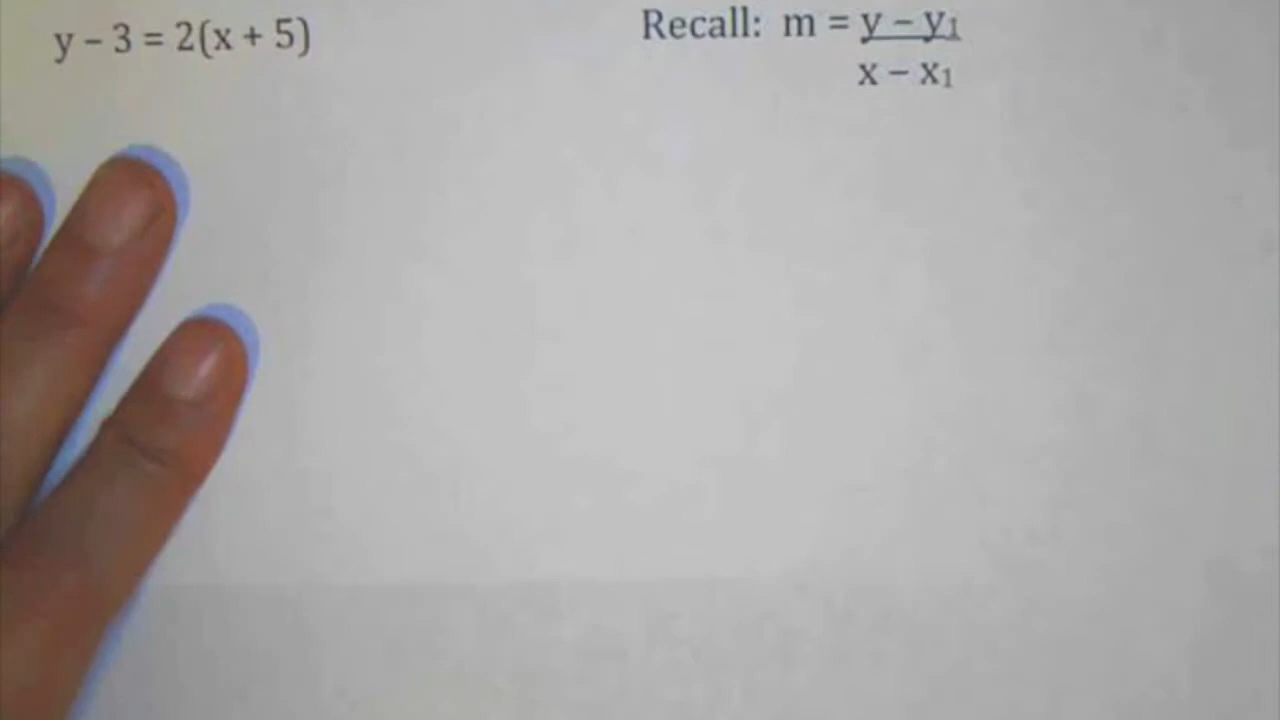 y – 3 = 2(x + 5)
Recall: m = y – y₁
x – x₁